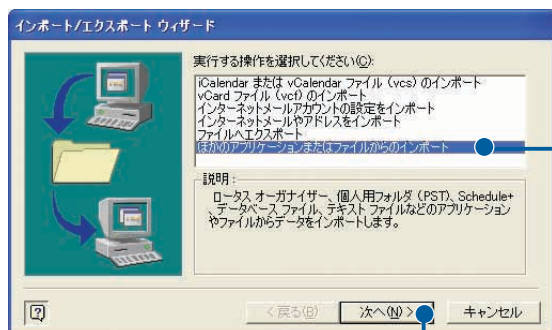 インポート/エクスポート ウィザード
実行する操作を選択してください(C):
iCalendar または vCalendar ファイル (vcs) のインポート
vCard ファイル (vcf) のインポート
インターネットメールアカウントの設定をインポート
インターネットメールやアドレスをインポート
ファイルへエクスポート
ほかのアプリケーションまたはファイルからのインポート
説明:
ロータス オーガナイザー、個人用フォルダ (PST)、Schedule+
、データベース ファイル、テキスト ファイルなどのアプリケーション
やファイルからデータをインポートします。
?
< 戻る(B)
次へ(N) >
キャンセル